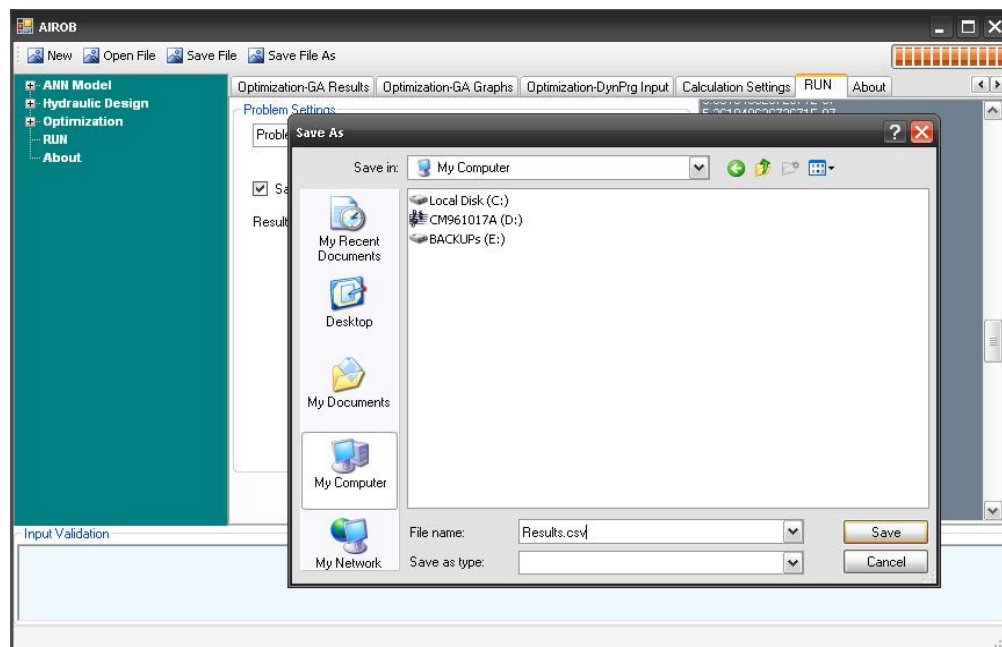 AIROB
New Open File Save File Save File As
ANN Model
Hydraulic Design
Optimization
RUN
About
Optimization-GA Results Optimization-GA Graphs Optimization-DynPrg Input Calculation Settings RUN About
Problem Settings
Proble
Sa
Result
Save As
Save in: My Computer
My Recent Documents
Desktop
My Documents
My Computer
My Network
Local Disk (C:)
CM961017A (D:)
BACKUPs (E:)
File name: Results.csv Save
Save as type: Cancel
Input Validation